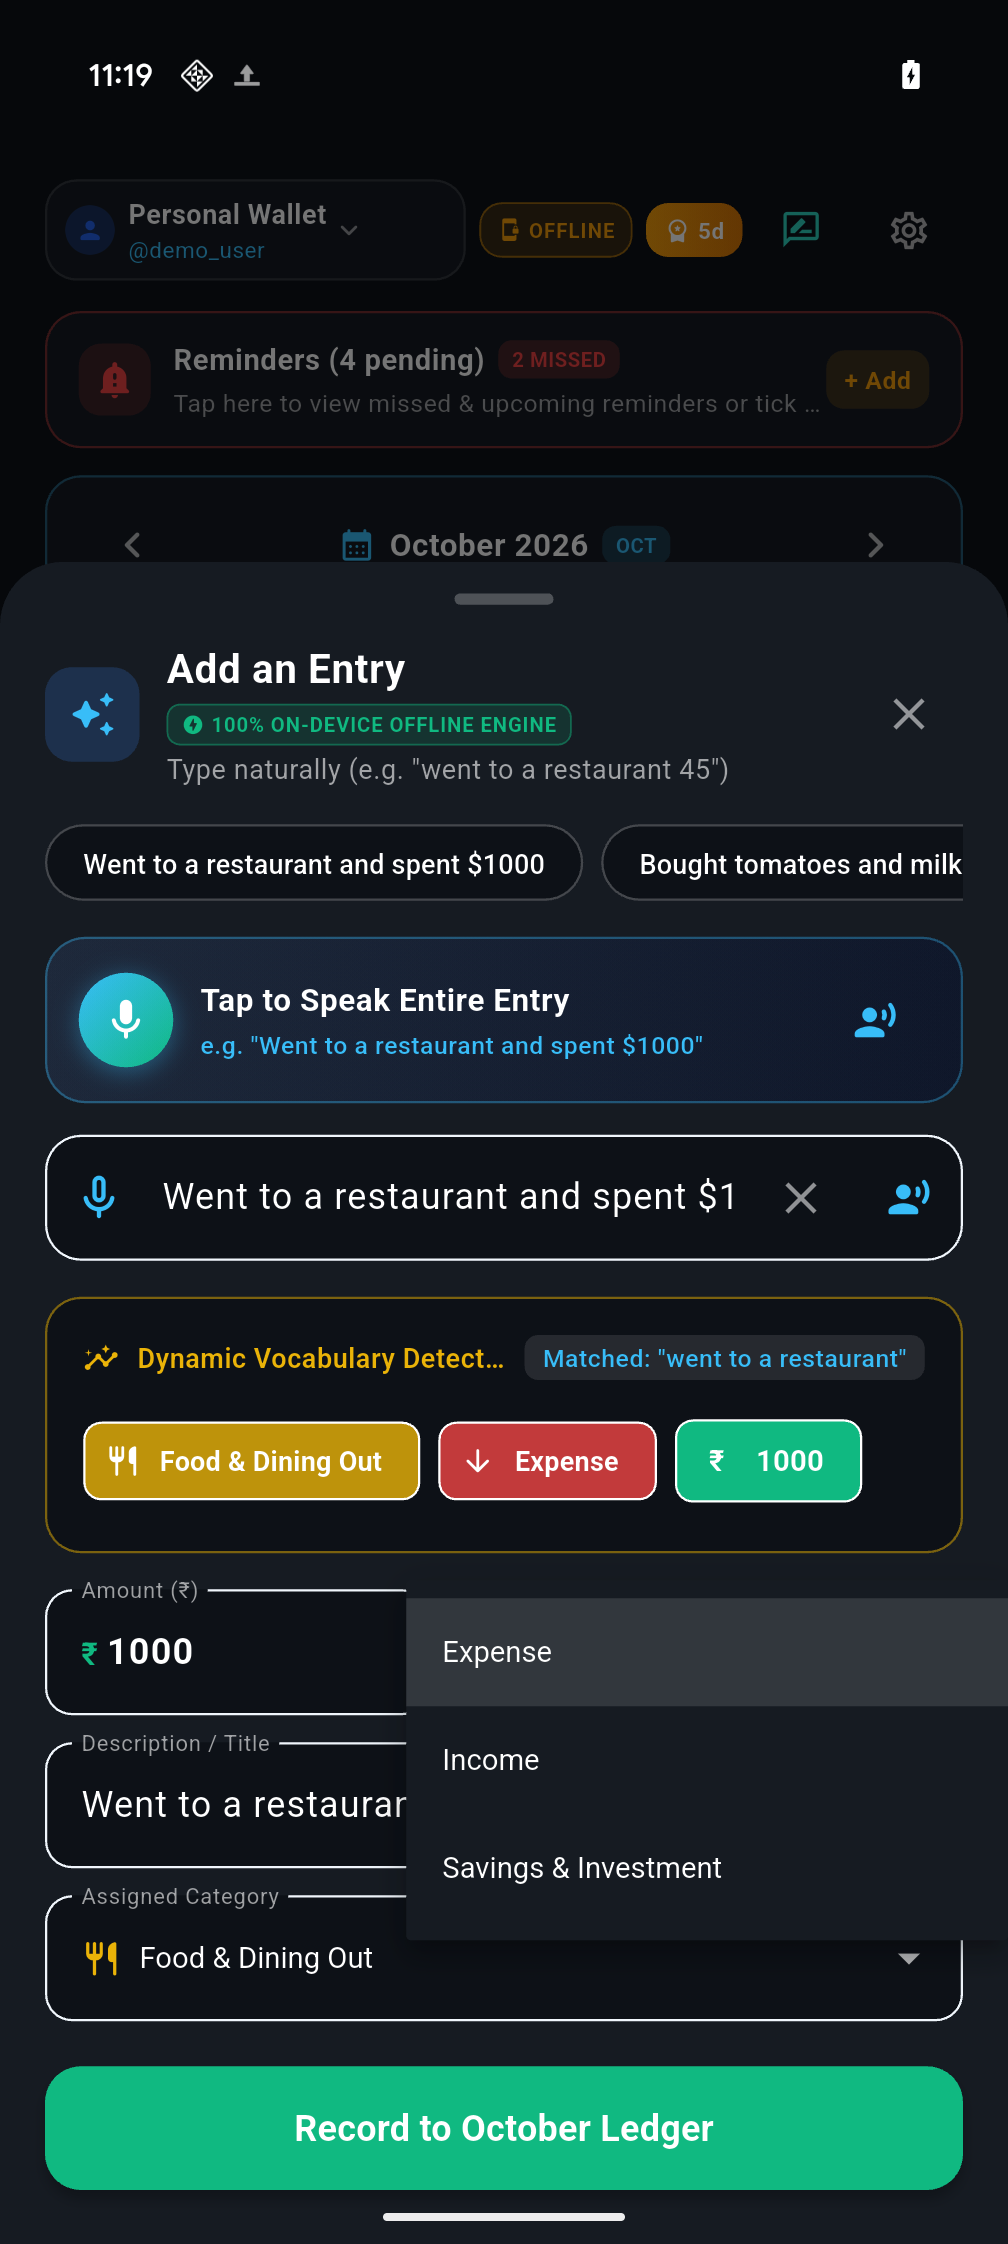 11:19
Personal Wallet
@demo_user
OFFLINE
5d
Reminders (4 pending)
2 MISSED
Tap here to view missed & upcoming reminders or tick ...
+ Add
October 2026
OCT
Add an Entry
100% ON-DEVICE OFFLINE ENGINE
Type naturally (e.g. "went to a restaurant 45")
Went to a restaurant and spent $1000
Bought tomatoes and milk
Tap to Speak Entire Entry
e.g. "Went to a restaurant and spent $1000"
Went to a restaurant and spent $1
Dynamic Vocabulary Detect...
Matched: "went to a restaurant"
Food & Dining Out
Expense
₹ 1000
Amount (₹)
₹ 1000
Expense
Income
Savings & Investment
Description / Title
Went to a restauran
Assigned Category
Food & Dining Out
Record to October Ledger